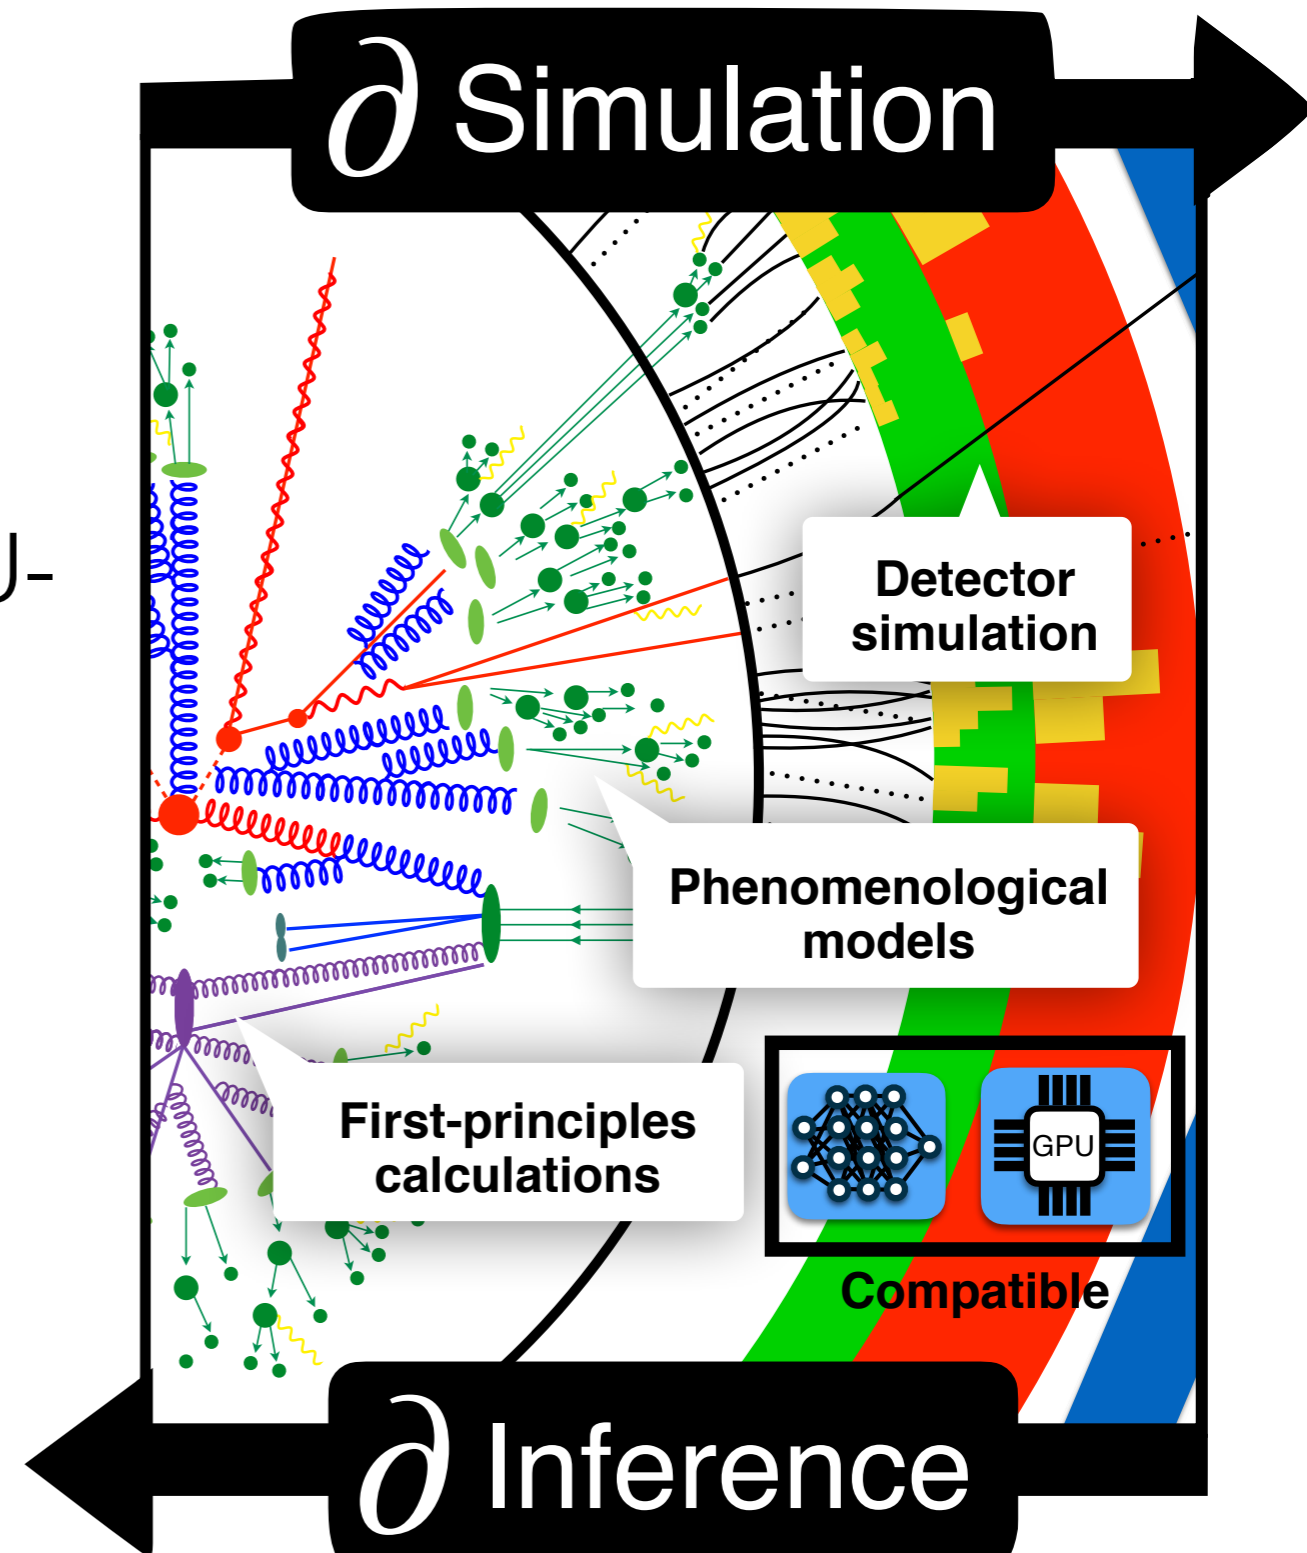 ∂ Simulation
U-
Detector
simulation
Phenomenological
models
First-principles
calculations
GPU
Compatible
∂ Inference